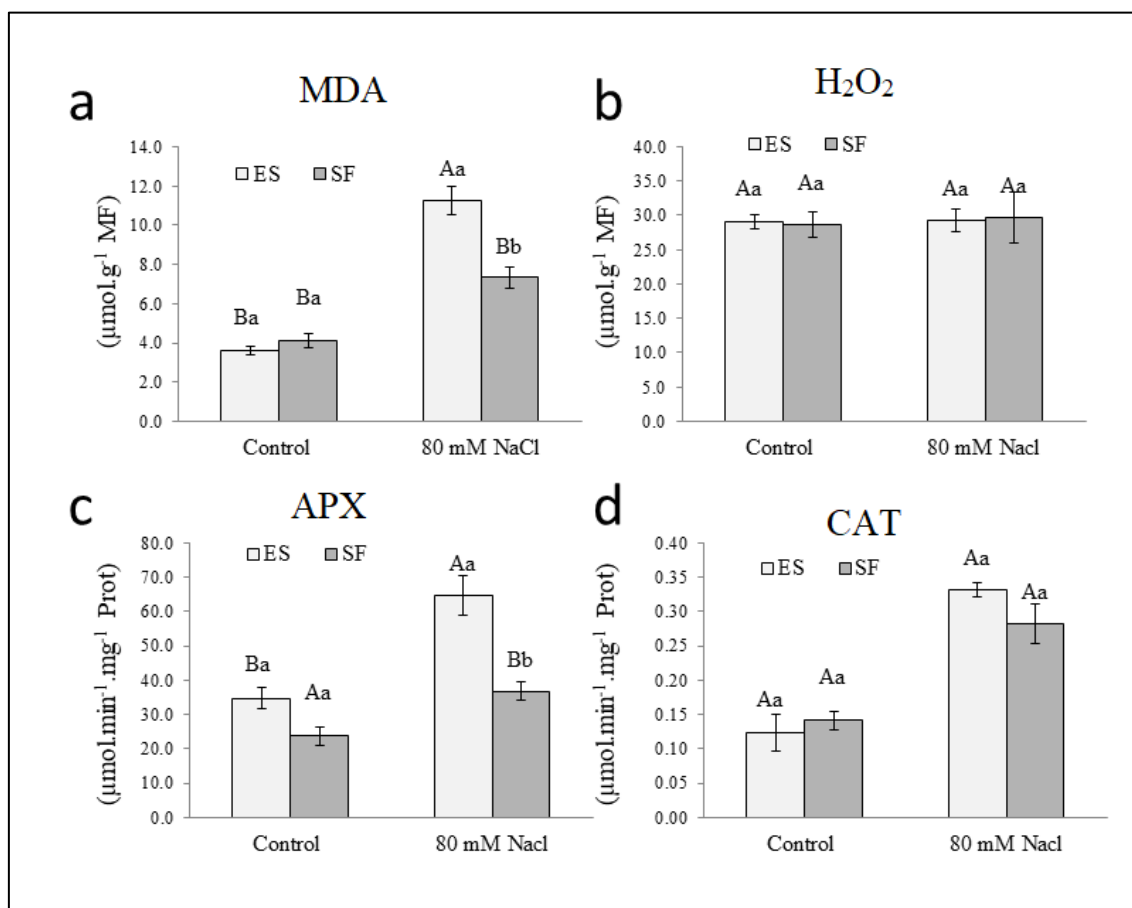 a
MDA
ES SF
(μmol.g⁻¹ MF)
14.0
12.0
10.0
8.0
6.0
4.0
2.0
0.0
Ba
Ba
Aa
Bb
Control
80 mM NaCl
b
H₂O₂
ES SF
(μmol.g⁻¹ MF)
40.0
35.0
30.0
25.0
20.0
15.0
10.0
5.0
0.0
Aa
Aa
Aa
Aa
Control
80 mM Nacl
c
APX
ES SF
(μmol.min⁻¹.mg⁻¹ Prot)
80.0
70.0
60.0
50.0
40.0
30.0
20.0
10.0
0.0
Ba
Aa
Aa
Bb
Control
80 mM Nacl
d
CAT
ES SF
(μmol.min⁻¹.mg⁻¹ Prot)
0.40
0.35
0.30
0.25
0.20
0.15
0.10
0.05
0.00
Aa
Aa
Aa
Aa
Control
80 mM Nacl